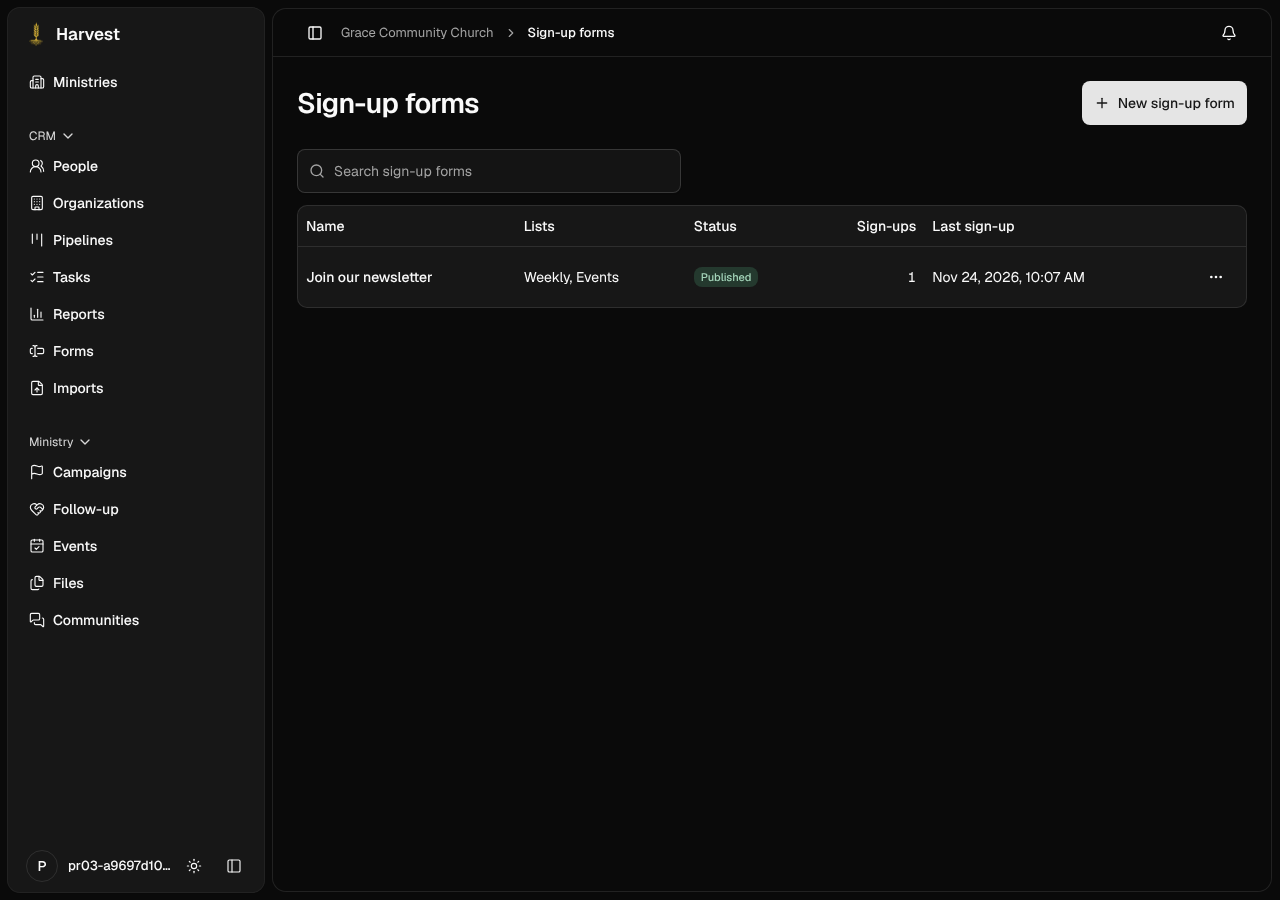 Harvest
Ministries
CRM
People
Organizations
Pipelines
Tasks
Reports
Forms
Imports
Ministry
Campaigns
Follow-up
Events
Files
Communities
P pr03-a9697d10…
Grace Community Church > Sign-up forms
Sign-up forms
+ New sign-up form
Search sign-up forms
Name Lists Status Sign-ups Last sign-up
Join our newsletter Weekly, Events Published 1 Nov 24, 2026, 10:07 AM